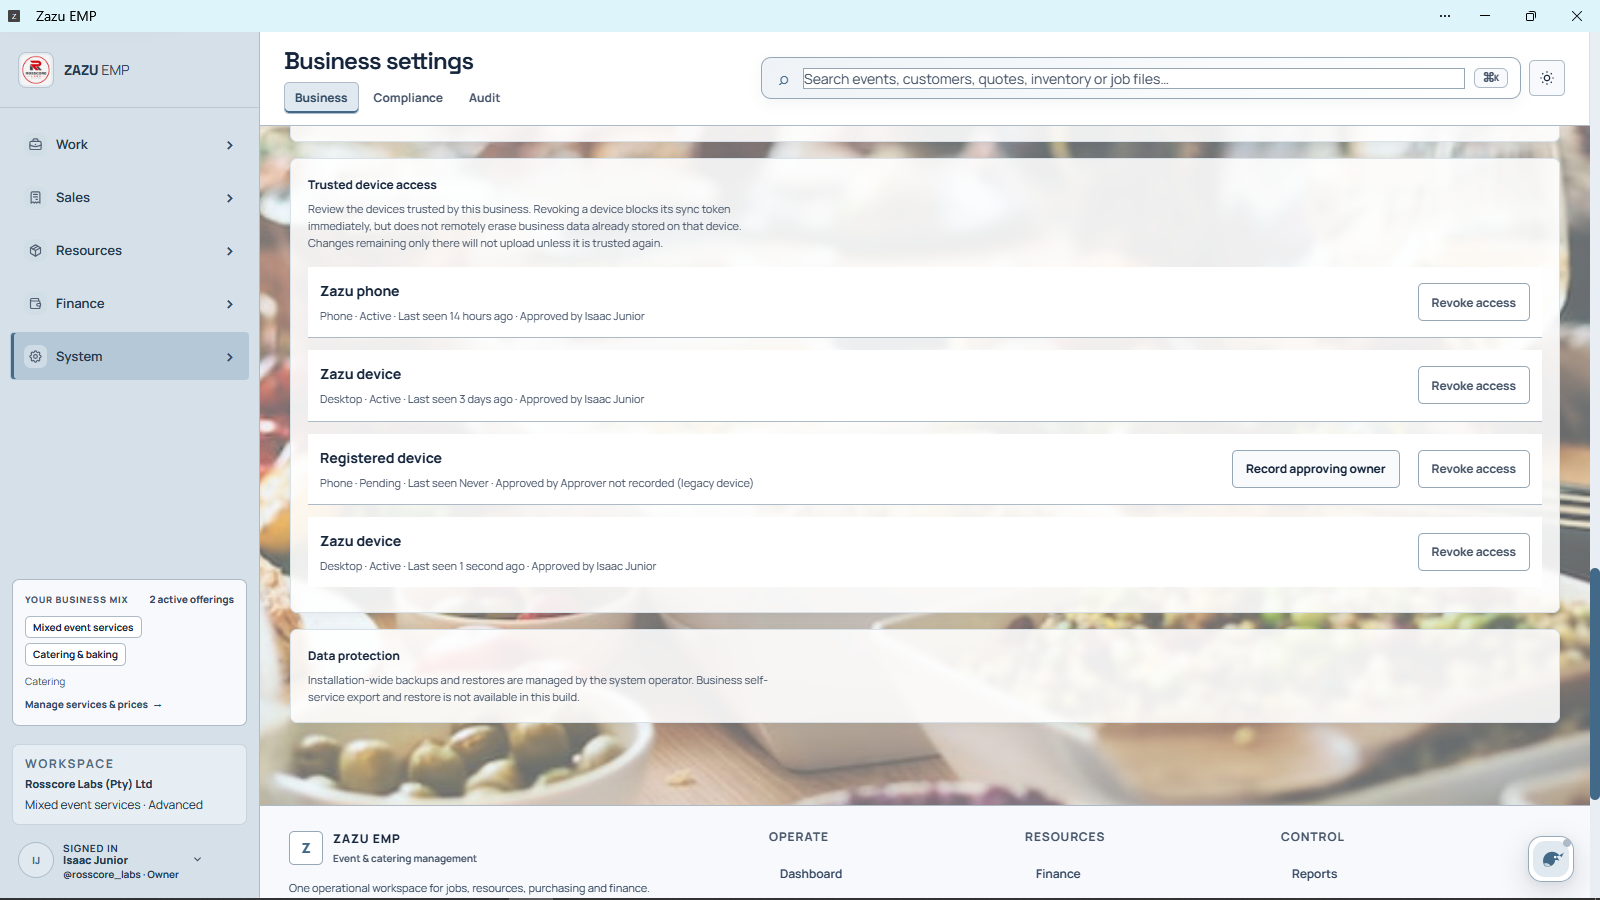 Z
Zazu EMP
R
ROSSCORE
LABS
ZAZU EMP
Work
Sales
Resources
Finance
System
YOUR BUSINESS MIX
2 active offerings
Mixed event services
Catering & baking
Catering
Manage services & prices →
WORKSPACE
Rosscore Labs (Pty) Ltd
Mixed event services · Advanced
IJ
SIGNED IN
Isaac Junior
@rosscore_labs · Owner
Business settings
Business
Compliance
Audit
Search events, customers, quotes, inventory or job files...
⌘K
Trusted device access
Review the devices trusted by this business. Revoking a device blocks its sync token
immediately, but does not remotely erase business data already stored on that device.
Changes remaining only there will not upload unless it is trusted again.
Zazu phone
Phone · Active · Last seen 14 hours ago · Approved by Isaac Junior
Revoke access
Zazu device
Desktop · Active · Last seen 3 days ago · Approved by Isaac Junior
Revoke access
Registered device
Phone · Pending · Last seen Never · Approved by Approver not recorded (legacy device)
Record approving owner
Revoke access
Zazu device
Desktop · Active · Last seen 1 second ago · Approved by Isaac Junior
Revoke access
Data protection
Installation-wide backups and restores are managed by the system operator. Business self-
service export and restore is not available in this build.
Z
ZAZU EMP
Event & catering management
One operational workspace for jobs, resources, purchasing and finance.
OPERATE
Dashboard
RESOURCES
Finance
CONTROL
Reports